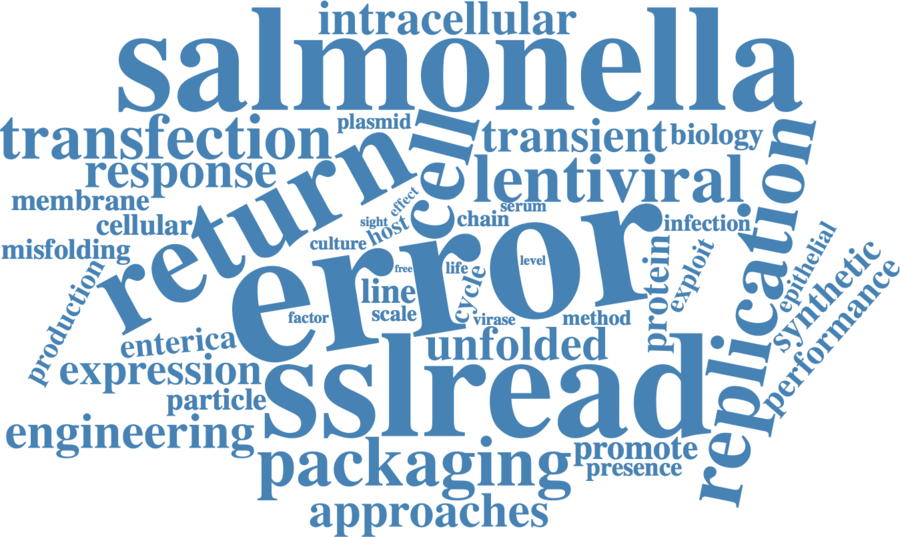 intracellular
salmonella
transfection
plasmid
cell
transient
biology
replication
response
return
lentiviral
membrane
effect
serum
cellular
sight
host
chain
infection
misfolding
culture
error
free
life
level
protein
exploit
epithelial
synthetic
production
line
cycle
performance
factor
scale
virase
method
enterica
unfolded
expression
sslread
particle
engineering
packaging
promote
presence
approaches